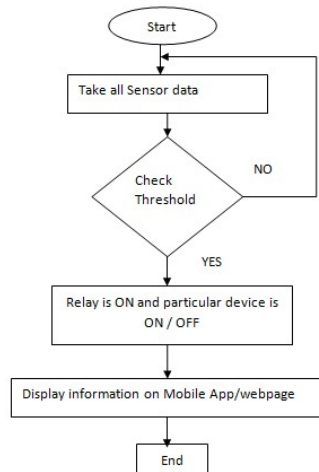 Start
Take all Sensor data
Check
Threshold
NO
YES
Relay is ON and particular device is
ON / OFF
Display information on Mobile App/webpage
End